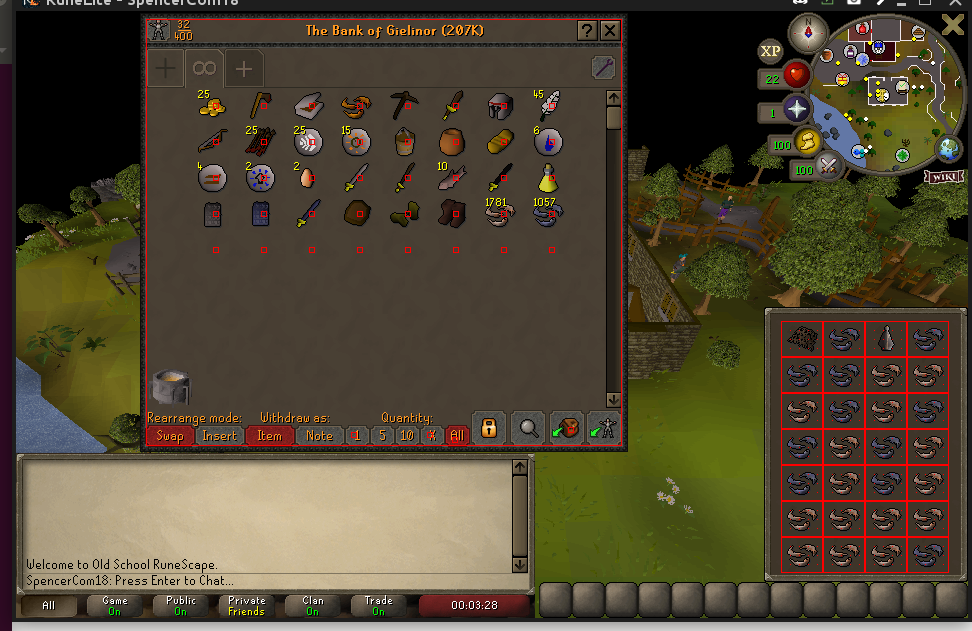 RuneLite - SpencerCom18
32
400
The Bank of Gielinor (207K)
?
XP
N
22
1
100
100
WIKI
25
45
25
25
15
6
4
2
2
10
1781
1057
Rearrange mode:
Withdraw as:
Quantity:
Swap
Insert
Item
Note
1
5
10
X
All
Welcome to Old School RuneScape.
SpencerCom18: Press Enter to Chat...
All
Game
On
Public
On
Private
Friends
Clan
On
Trade
On
00:03:28